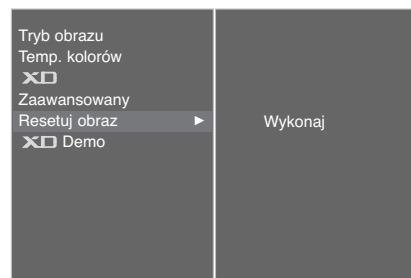 Tryb obrazu
Temp. kolorów
XD
Zaawansowany
Resetuj obraz ►
XD Demo
Wykonaj